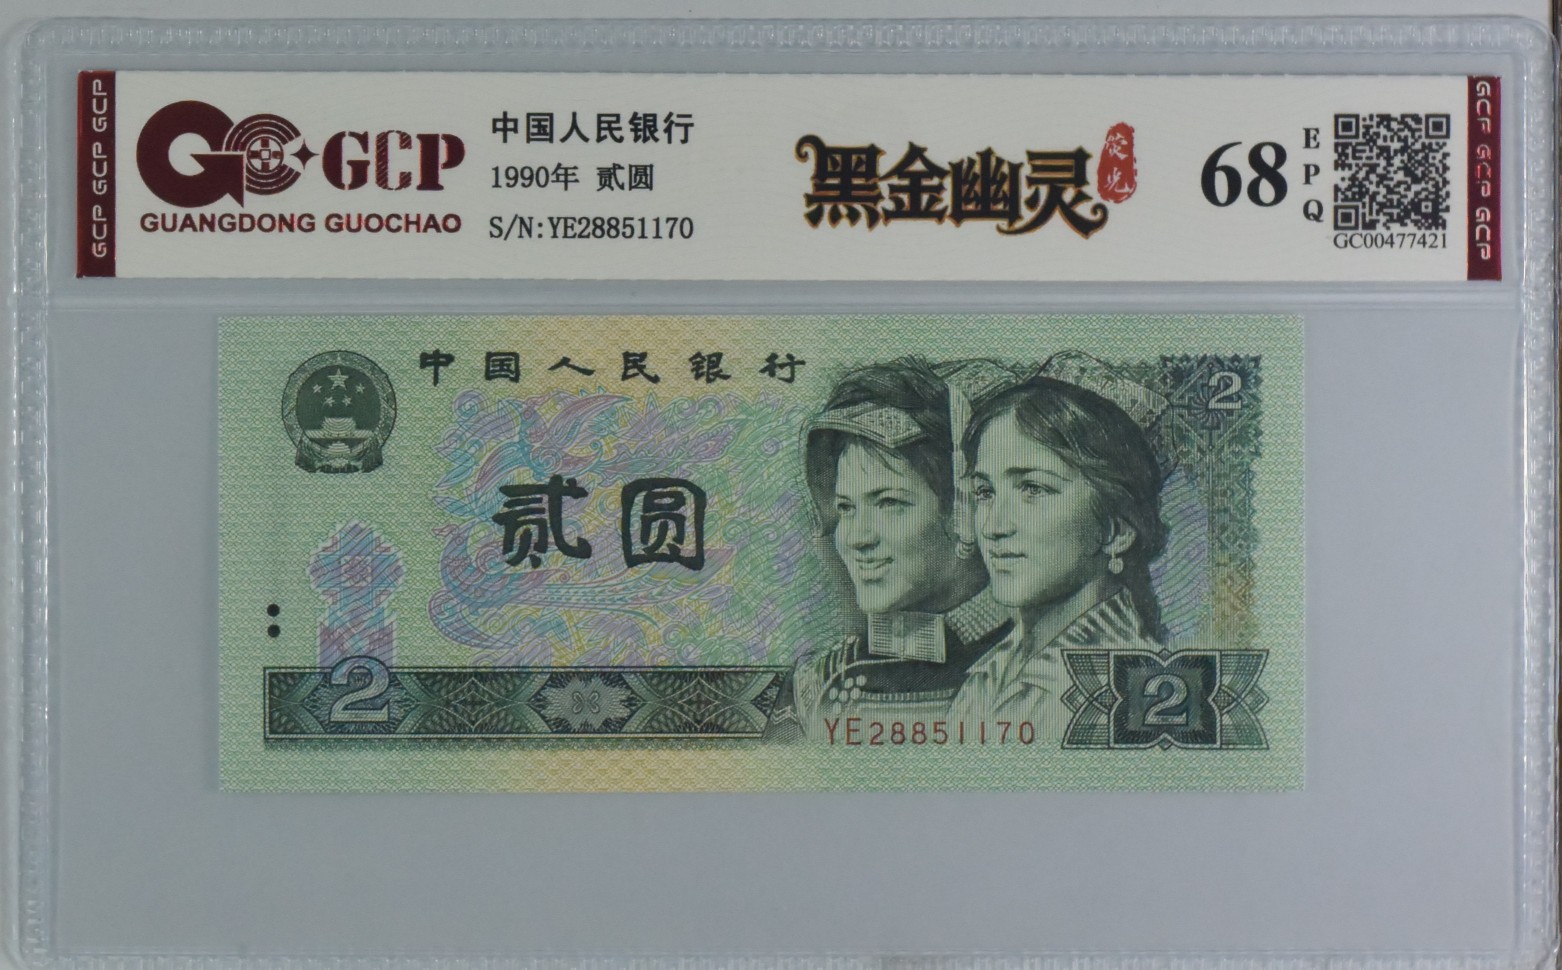 GCP GCP GCP
GCP
GUANGDONG GUOCHAO
中国人民银行
1990年 贰圆
S/N:YE28851170
黑金幽灵
荧光
68
EPQ
GC00477421
GCP GCP GCP
中国人民银行
2
贰圆
2
YE28851170
2